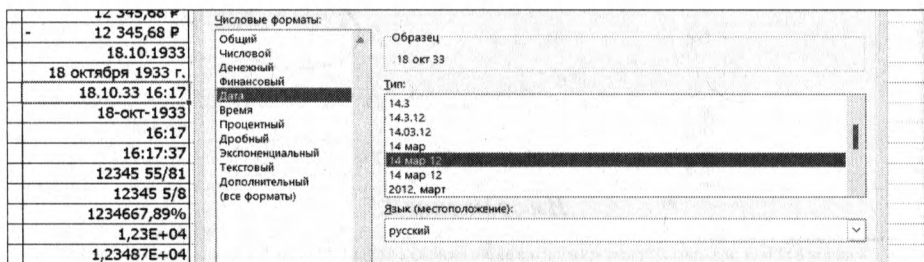 12 345,68 ₽
- 12 345,68 ₽
18.10.1933
18 октября 1933 г.
18.10.33 16:17
18-окт-1933
16:17
16:17:37
12345 55/81
12345 5/8
1234667,89%
1,23E+04
1,23487E+04
Числовые форматы:
Общий
Числовой
Денежный
Финансовый
Дата
Время
Процентный
Дробный
Экспоненциальный
Текстовый
Дополнительный
(все форматы)
Образец
18 окт 33
Тип:
14.3
14.3.12
14.03.12
14 мар
14 мар 12
14 мар 12
2012, март
Язык (местоположение):
русский